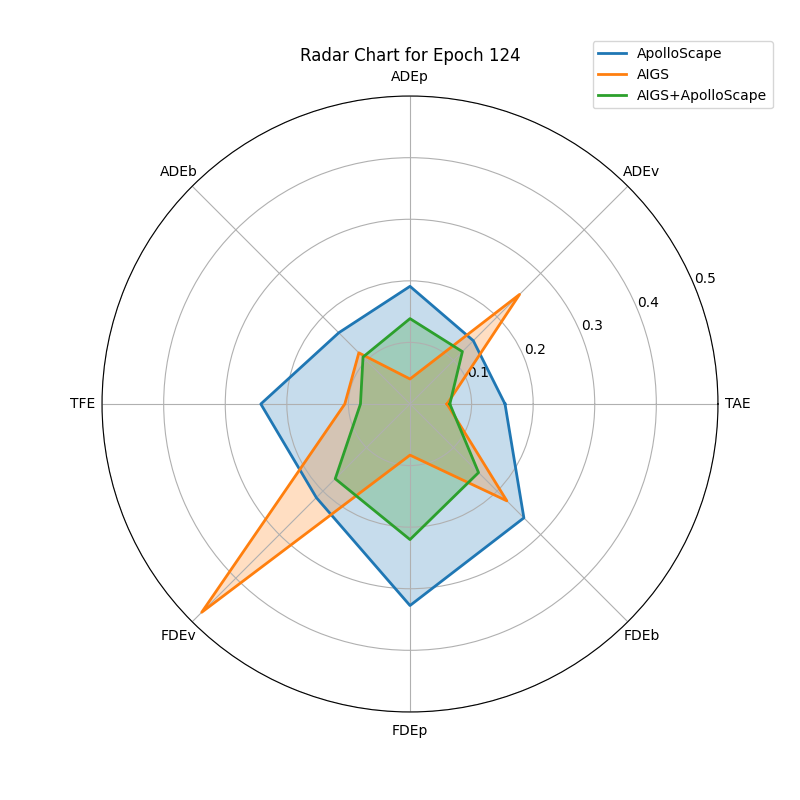 Radar Chart for Epoch 124
ApolloScape
AIGS
AIGS+ApolloScape
ADEp
ADEb
ADEv
0.5
0.4
0.3
0.2
0.1
TFE
TAE
FDEv
FDEb
FDEp